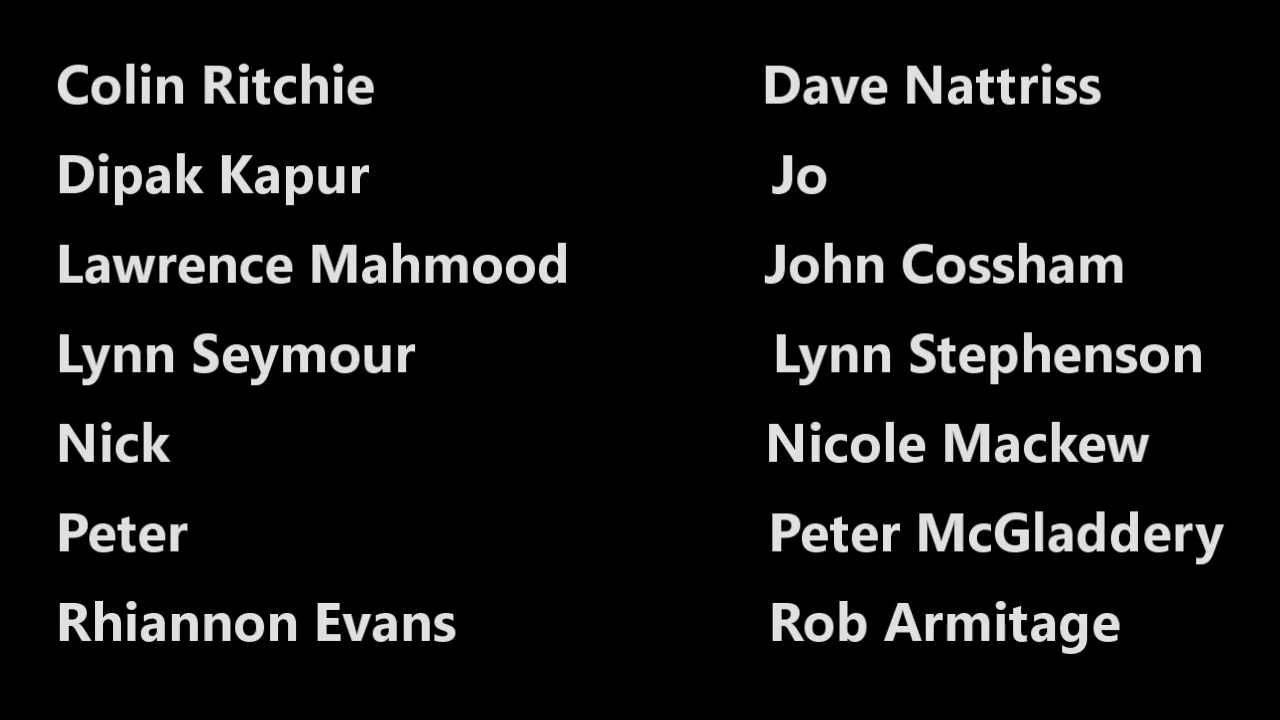 Colin Ritchie Dave Nattriss
Dipak Kapur Jo
Lawrence Mahmood John Cossham
Lynn Seymour Lynn Stephenson
Nick Nicole Mackew
Peter Peter McGladdery
Rhiannon Evans Rob Armitage